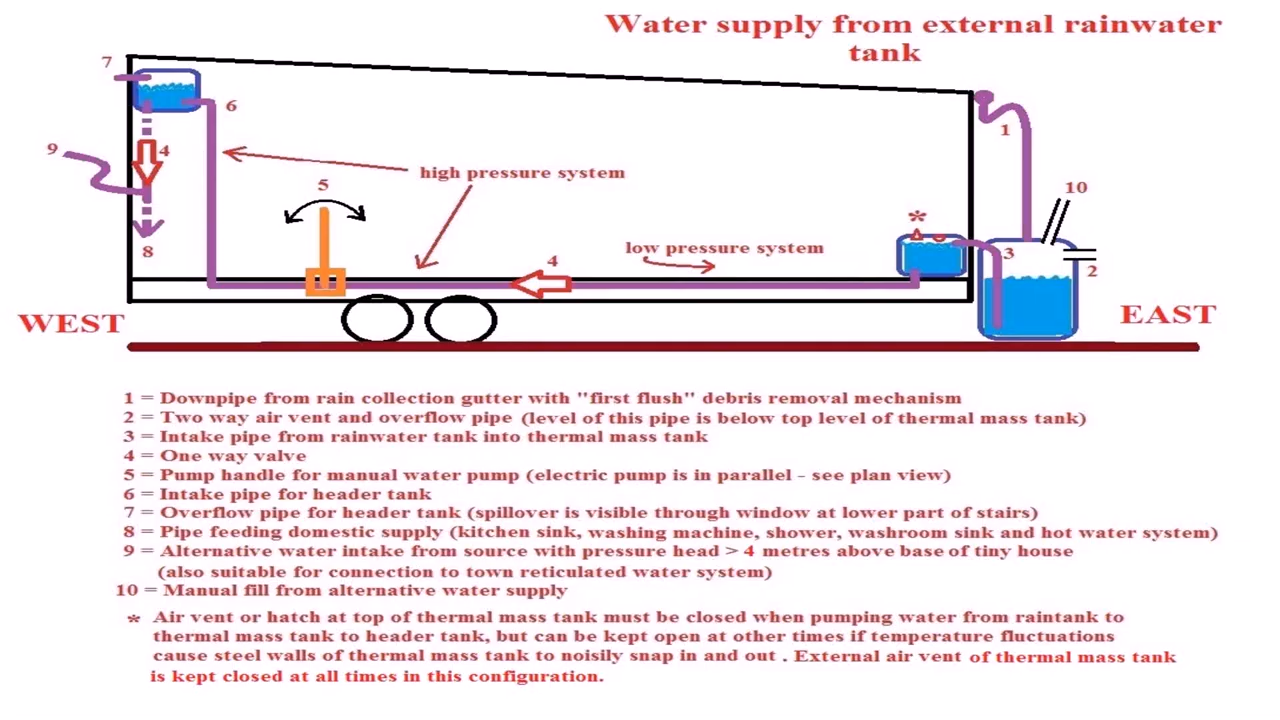 Water supply from external rainwater
tank
7
6
1
9
4
high pressure system
5
10
*
8
4
low pressure system
3
2
WEST
EAST
1 = Downpipe from rain collection gutter with "first flush" debris removal mechanism
2 = Two way air vent and overflow pipe (level of this pipe is below top level of thermal mass tank)
3 = Intake pipe from rainwater tank into thermal mass tank
4 = One way valve
5 = Pump handle for manual water pump (electric pump is in parallel - see plan view)
6 = Intake pipe for header tank
7 = Overflow pipe for header tank (spillover is visible through window at lower part of stairs)
8 = Pipe feeding domestic supply (kitchen sink, washing machine, shower, washroom sink and hot water system)
9 = Alternative water intake from source with pressure head > 4 metres above base of tiny house
(also suitable for connection to town reticulated water system)
10 = Manual fill from alternative water supply
* Air vent or hatch at top of thermal mass tank must be closed when pumping water from raintank to
thermal mass tank to header tank, but can be kept open at other times if temperature fluctuations
cause steel walls of thermal mass tank to noisily snap in and out . External air vent of thermal mass tank
is kept closed at all times in this configuration.